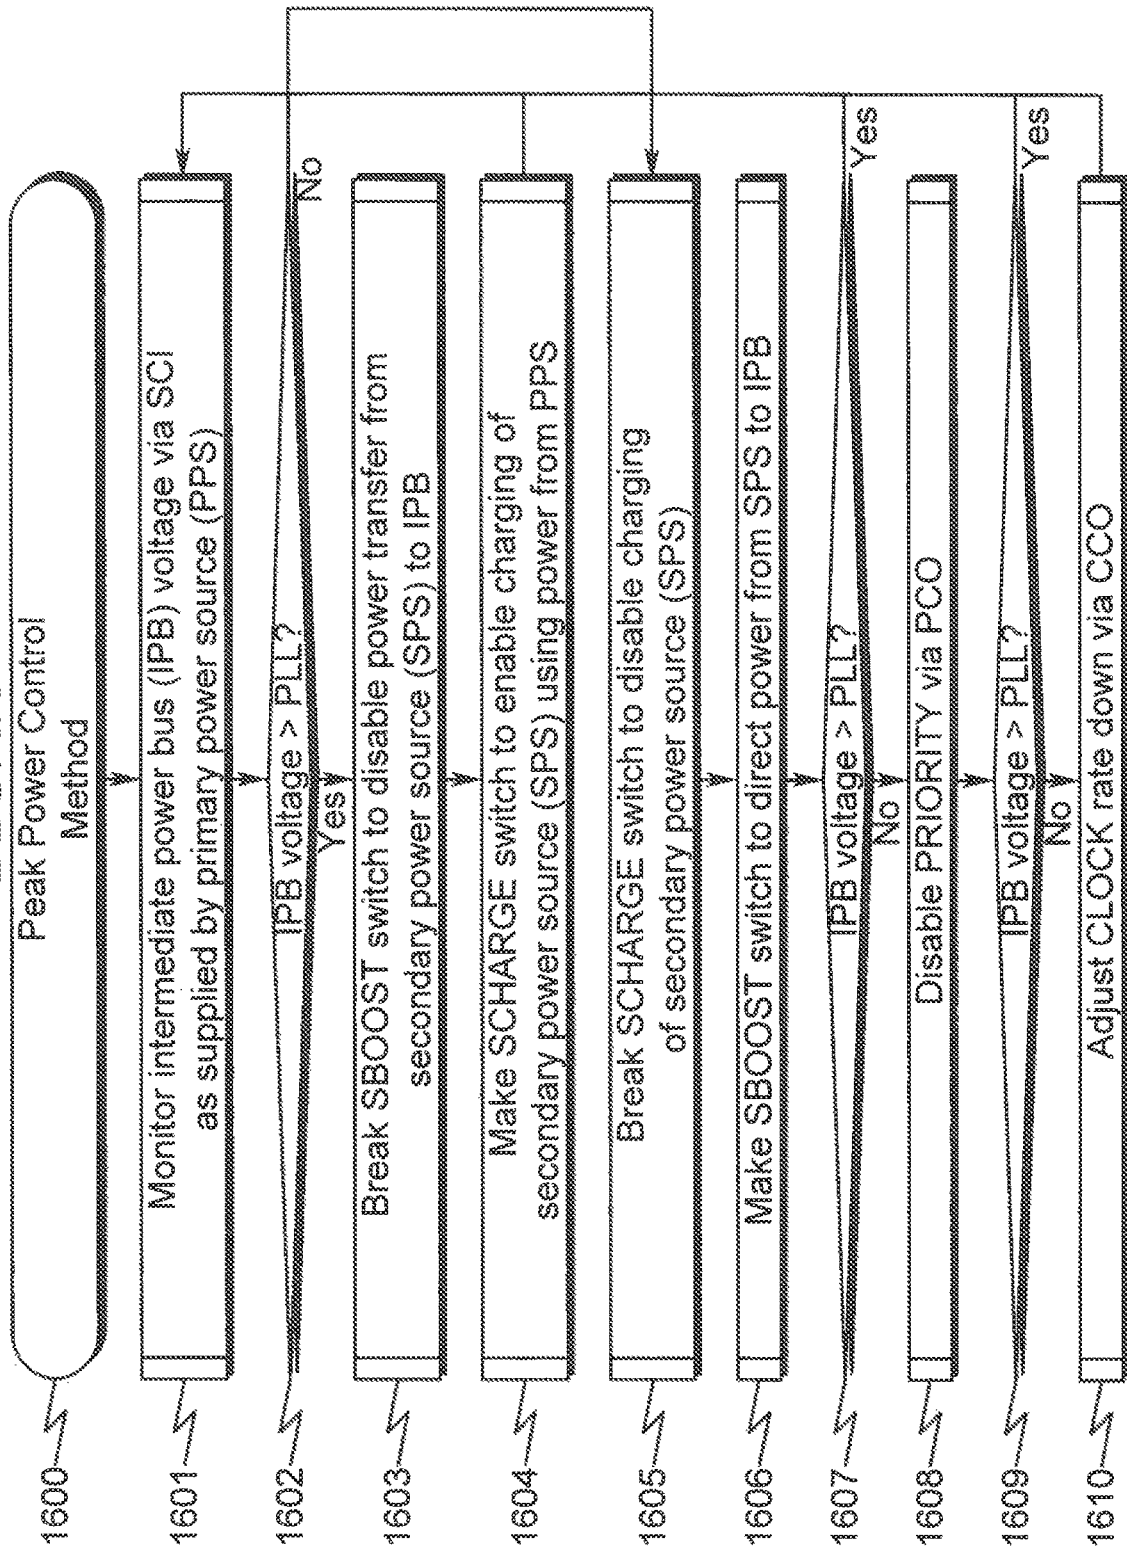 Peak Power Control
Method
1600
Monitor intermediate power bus (IPB) voltage via SCI
as supplied by primary power source (PPS)
1601
IPB voltage > PLL?
No
Yes
1602
Break SBOOST switch to disable power transfer from
secondary power source (SPS) to IPB
1603
Make SCHARGE switch to enable charging of
secondary power source (SPS) using power from PPS
1604
Break SCHARGE switch to disable charging
of secondary power source (SPS)
1605
Make SBOOST switch to direct power from SPS to IPB
1606
IPB voltage > PLL?
Yes
No
1607
Disable PRIORITY via PCO
1608
IPB voltage > PLL?
Yes
No
1609
Adjust CLOCK rate down via CCO
1610